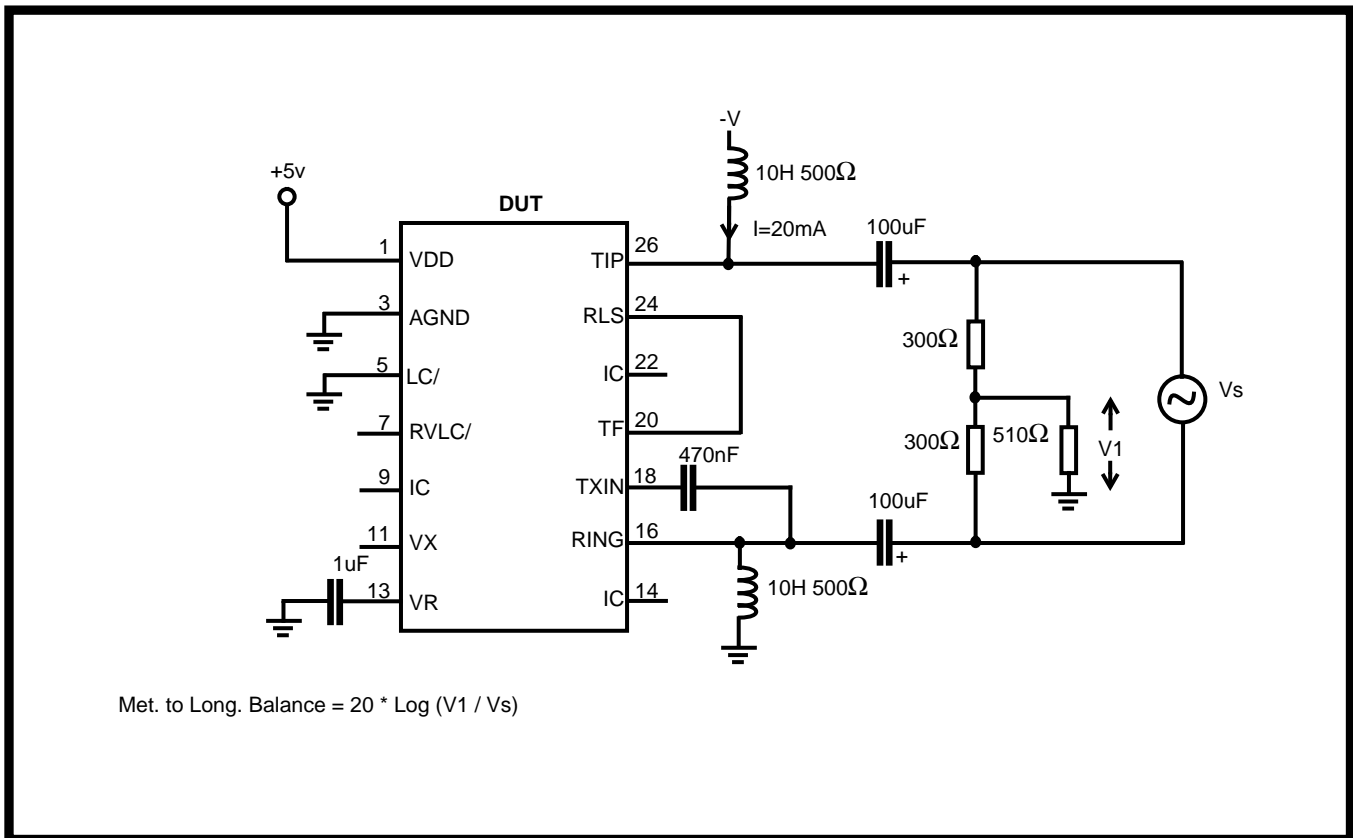 -V
10H 500Ω
+5v
DUT
I=20mA
100uF
1 VDD
TIP 26
+
3 AGND
RLS 24
300Ω
5 LC/
IC 22
Vs
7 RVLC/
TF 20
300Ω 510Ω V1
470nF
9 IC
TXIN 18
100uF
11 VX
RING 16
+
1uF
10H 500Ω
13 VR
IC 14
Met. to Long. Balance = 20 * Log (V1 / Vs)